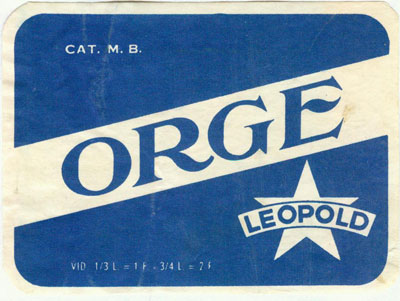 CAT. M. B.
ORGE
LEOPOLD
VID 1/3 L = 1 F - 3/4 L = 2 F